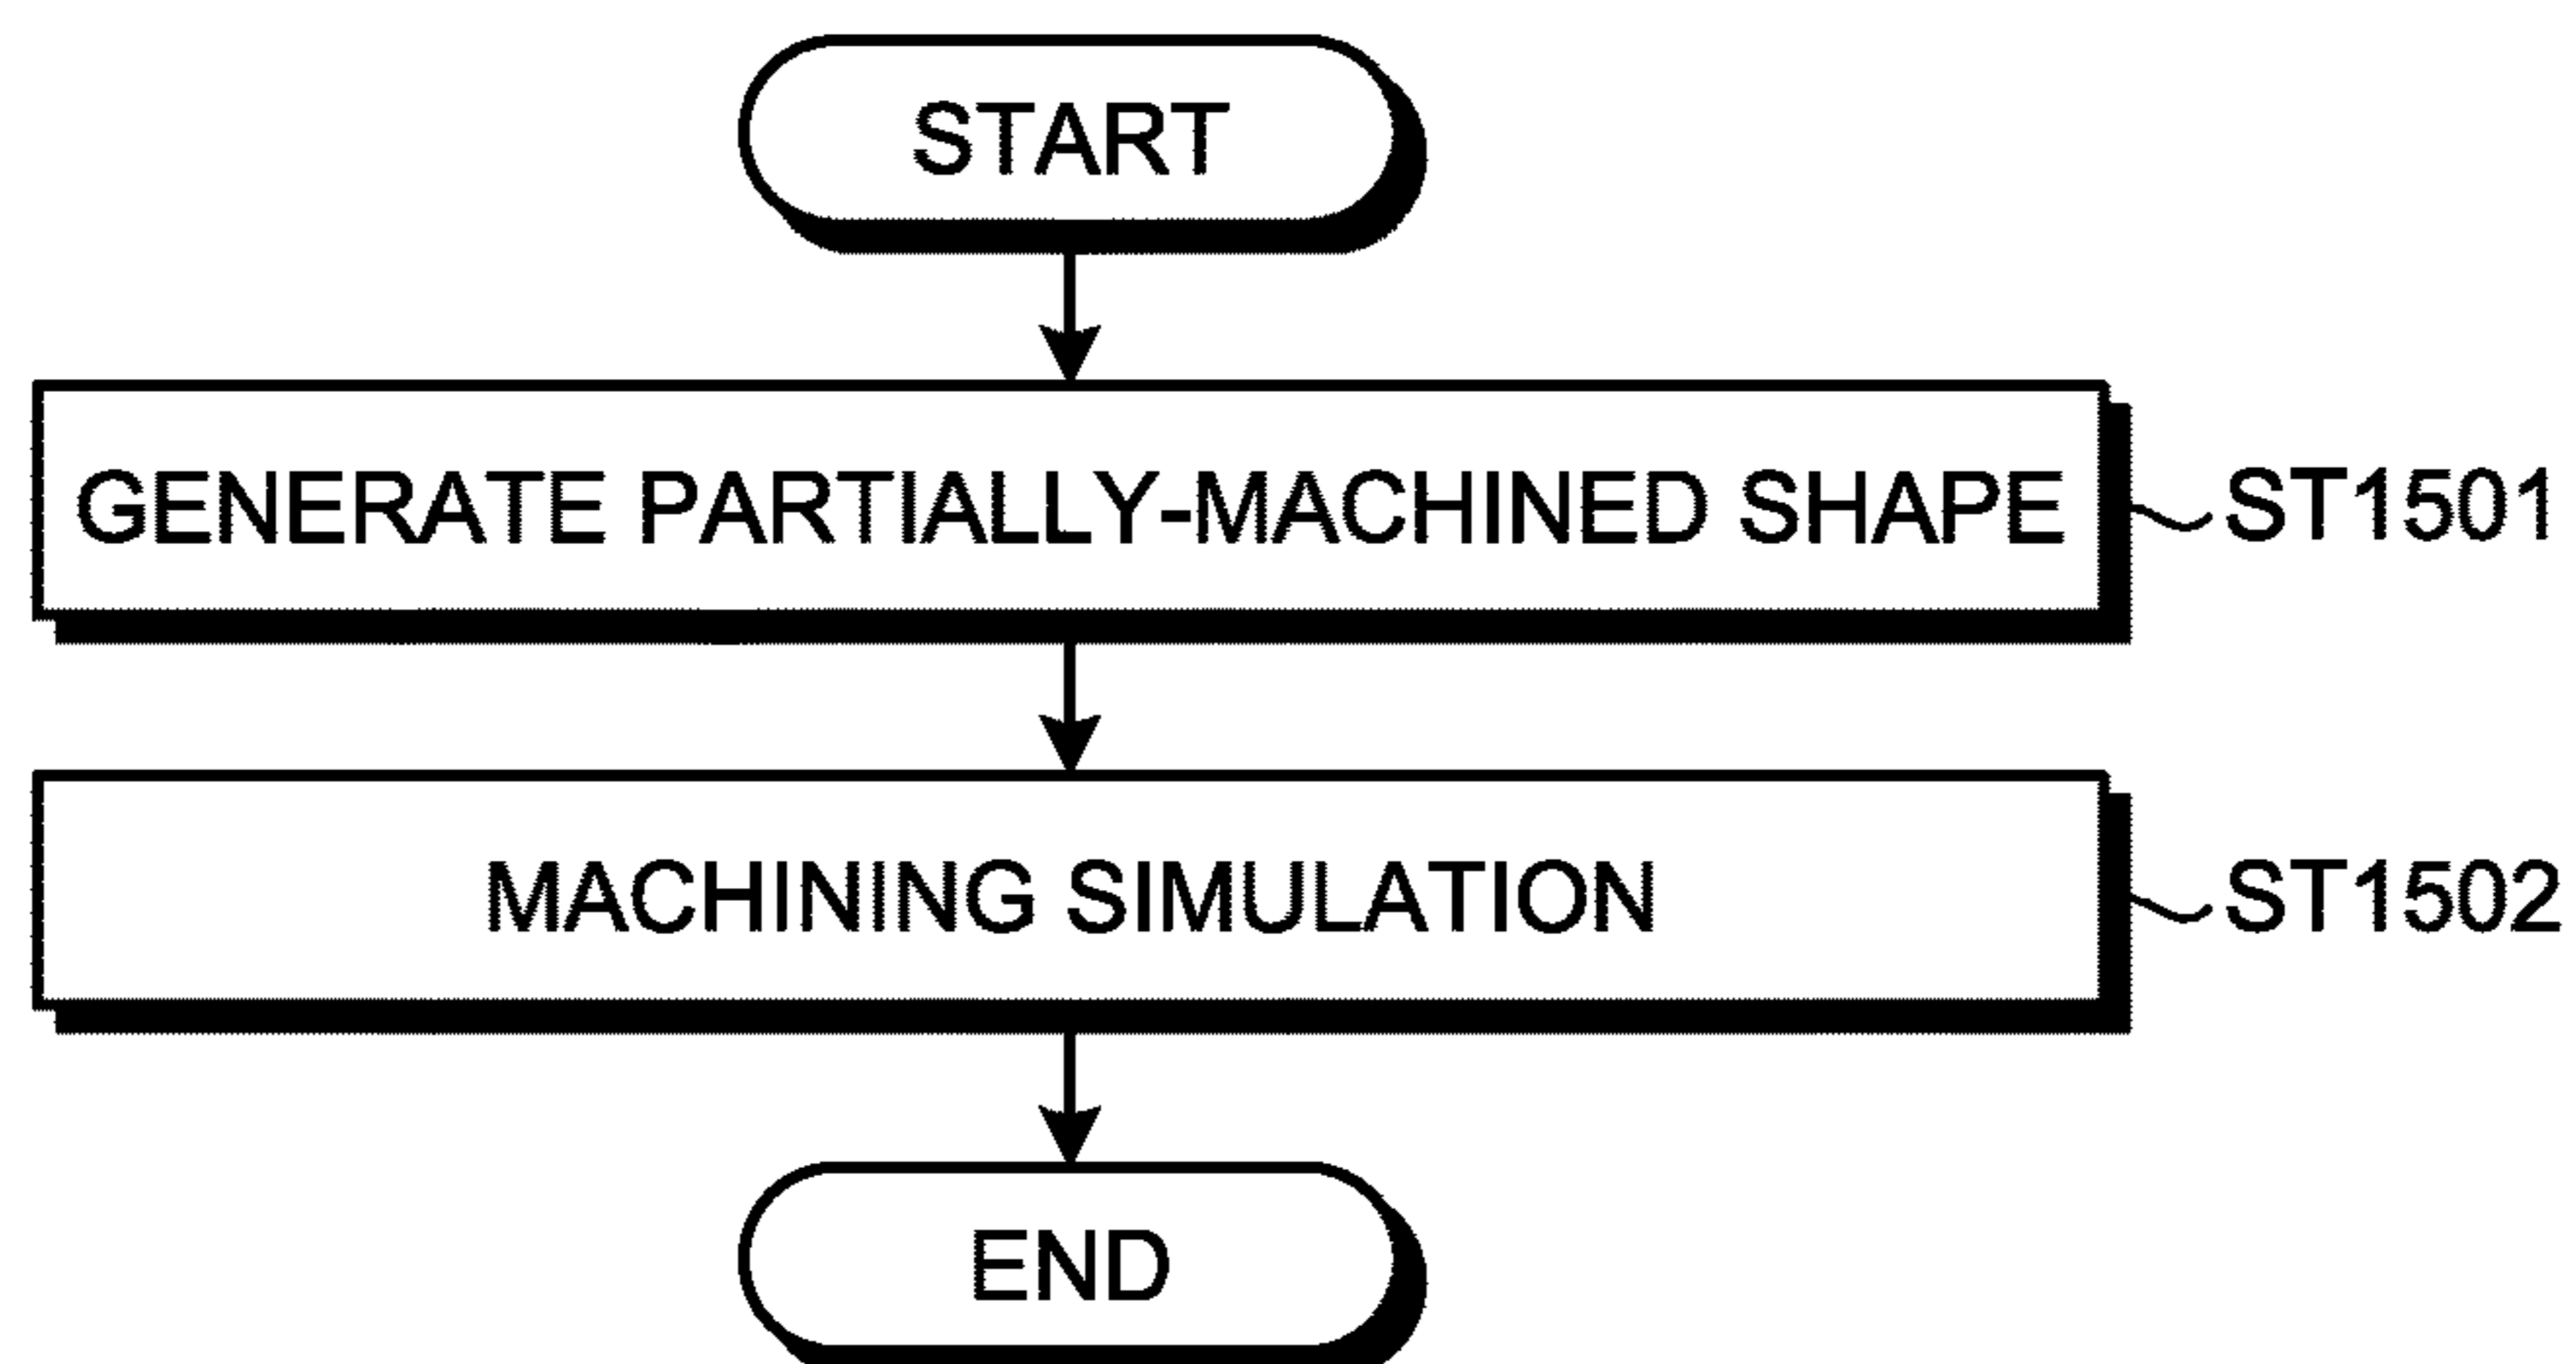 START
GENERATE PARTIALLY-MACHINED SHAPE
ST1501
MACHINING SIMULATION
ST1502
END